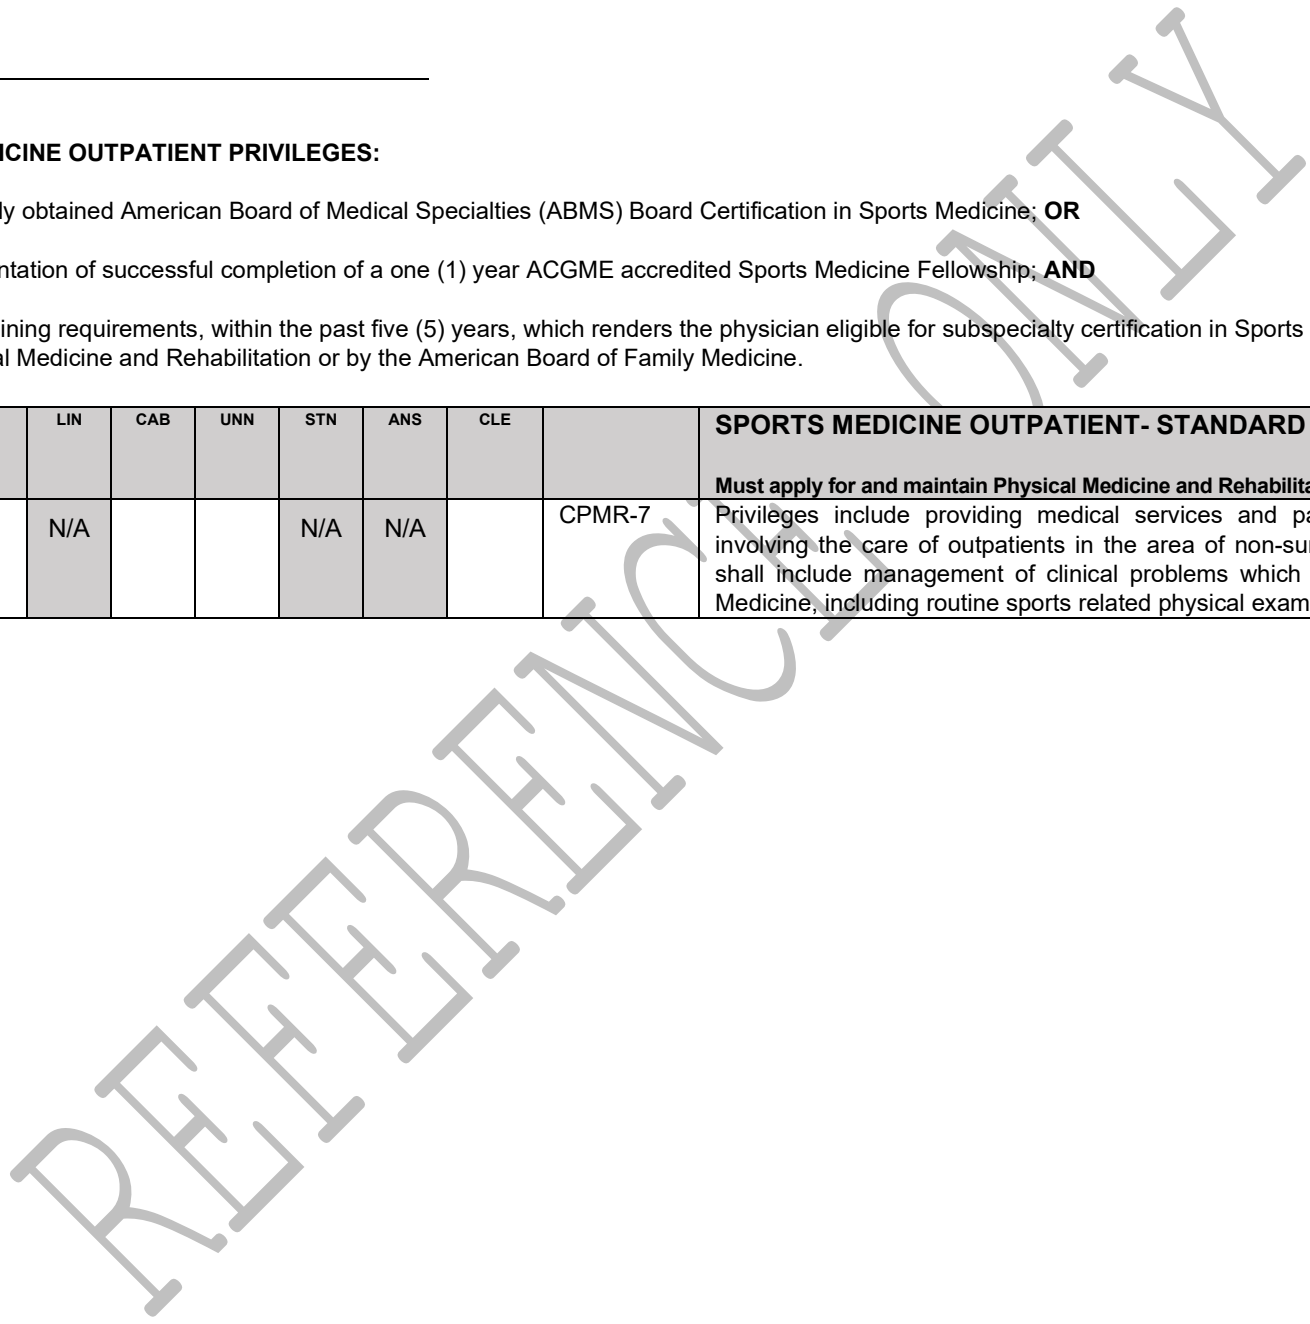 ICINE OUTPATIENT PRIVILEGES:
ly obtained American Board of Medical Specialties (ABMS) Board Certification in Sports Medicine; OR
ntation of successful completion of a one (1) year ACGME accredited Sports Medicine Fellowship; AND
ining requirements, within the past five (5) years, which renders the physician eligible for subspecialty certification in Sports
al Medicine and Rehabilitation or by the American Board of Family Medicine.
LIN CAB UNN STN ANS CLE SPORTS MEDICINE OUTPATIENT- STANDARD
Must apply for and maintain Physical Medicine and Rehabilita
N/A N/A N/A CPMR-7 Privileges include providing medical services and pa
involving the care of outpatients in the area of non-sur
shall include management of clinical problems which
Medicine, including routine sports related physical exam
REFERENCE ONLY